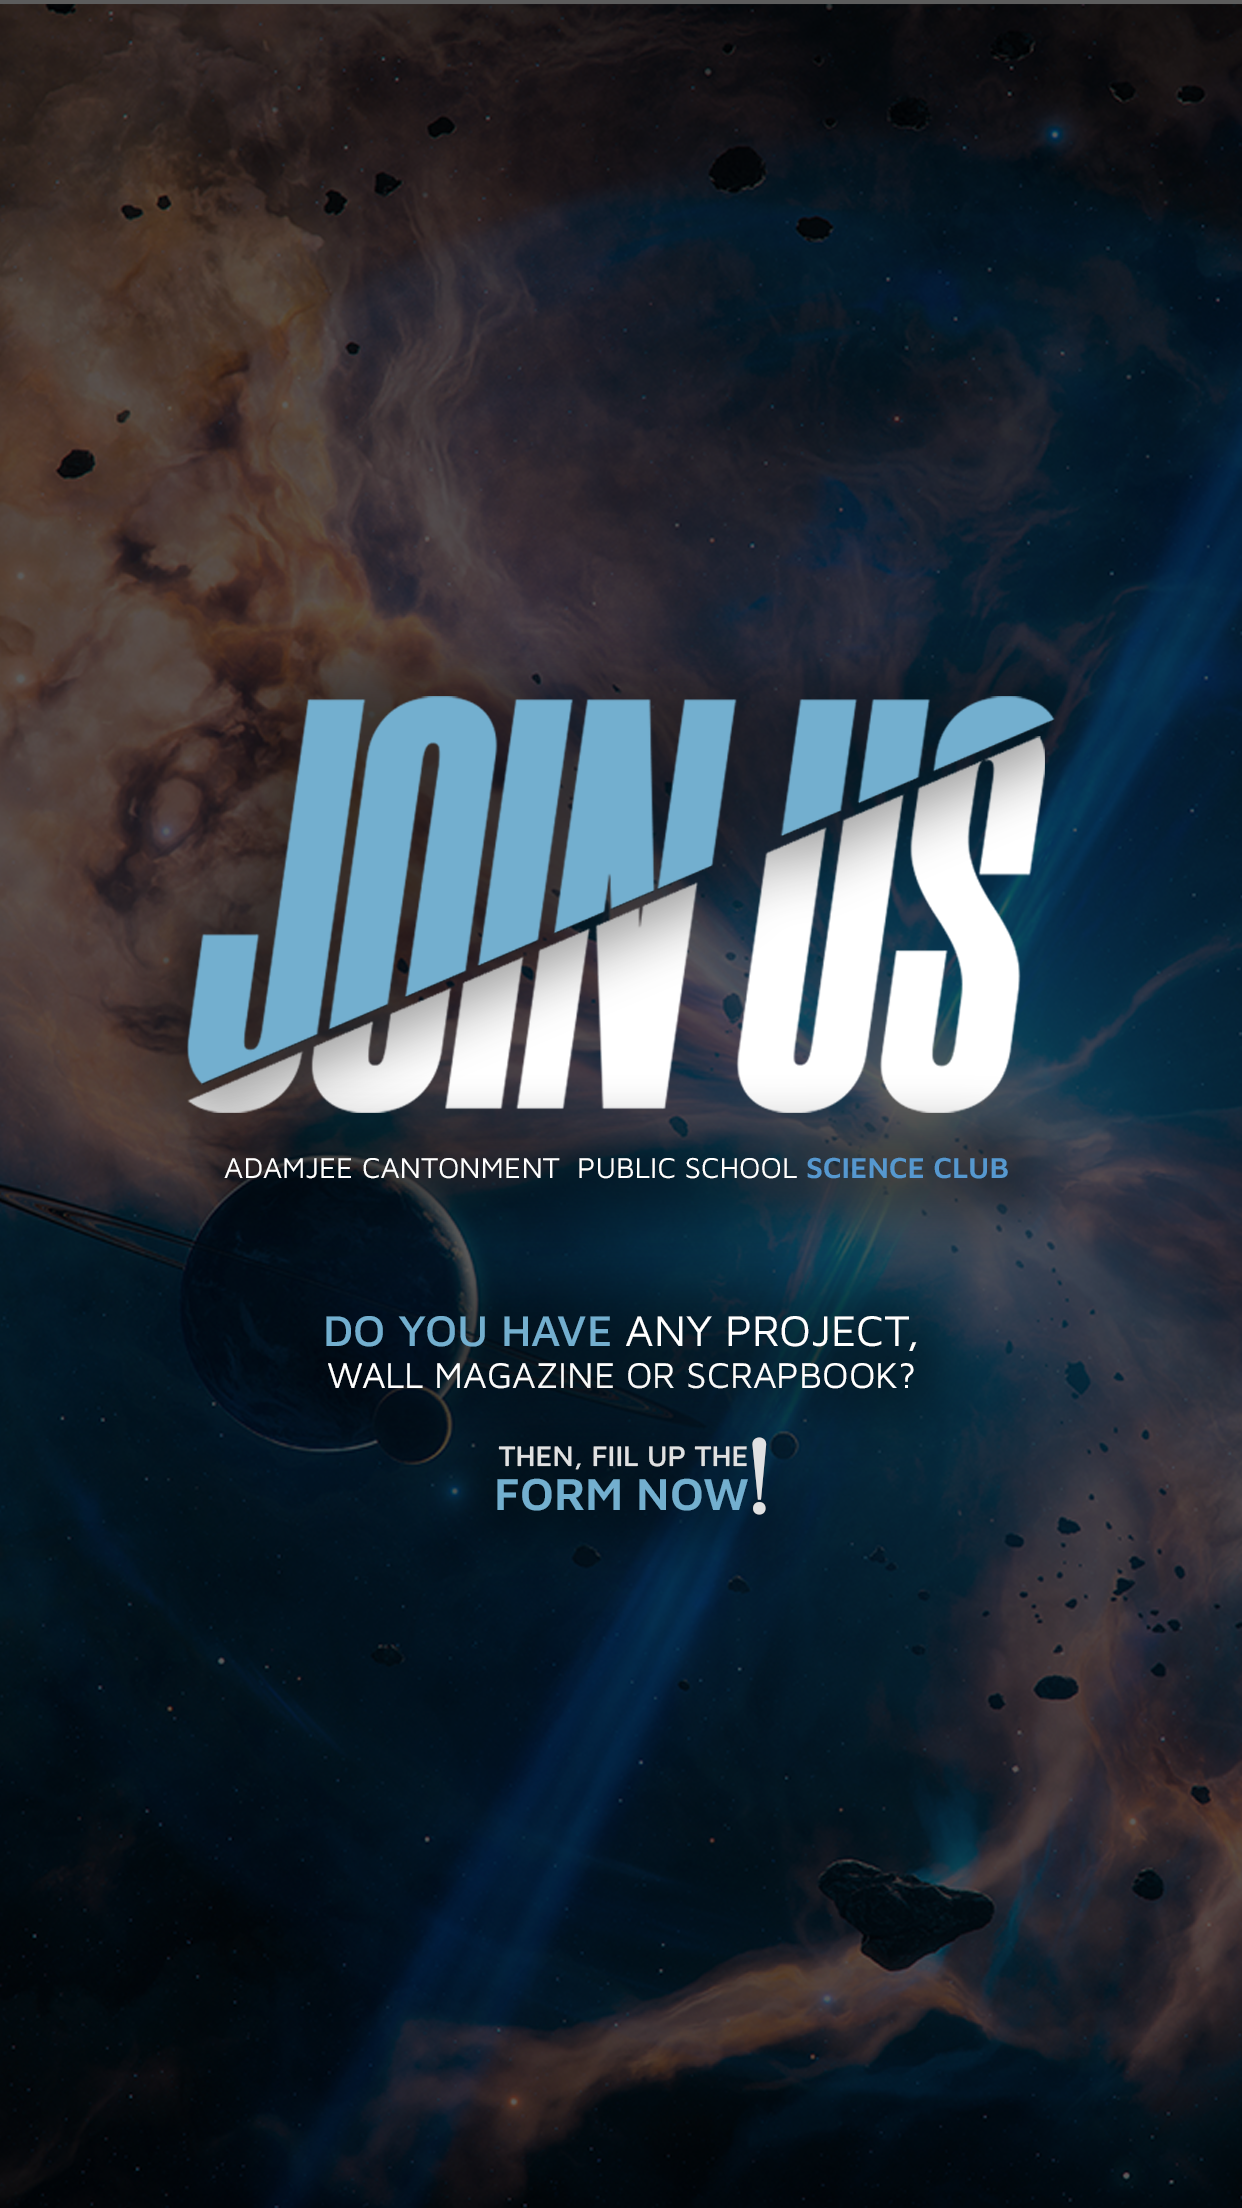 JOIN US
ADAMJEE CANTONMENT PUBLIC SCHOOL SCIENCE CLUB
DO YOU HAVE ANY PROJECT,
WALL MAGAZINE OR SCRAPBOOK?
THEN, FIIL UP THE
FORM NOW!